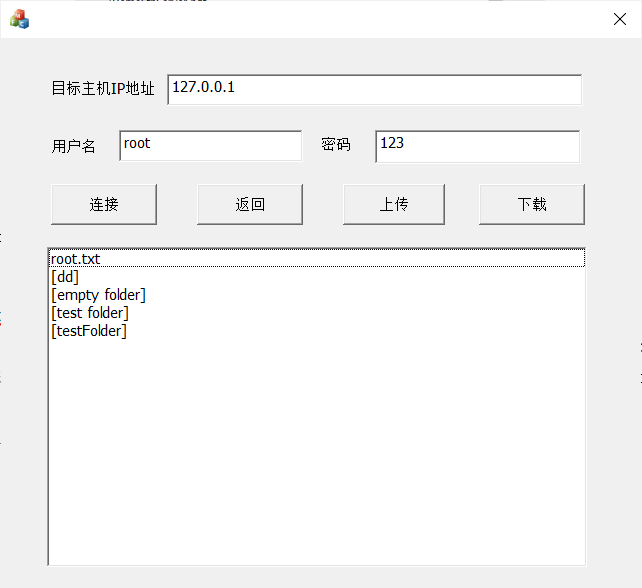 目标主机IP地址 127.0.0.1
用户名 root 密码 123
连接 返回 上传 下载
root.txt
[dd]
[empty folder]
[test folder]
[testFolder]